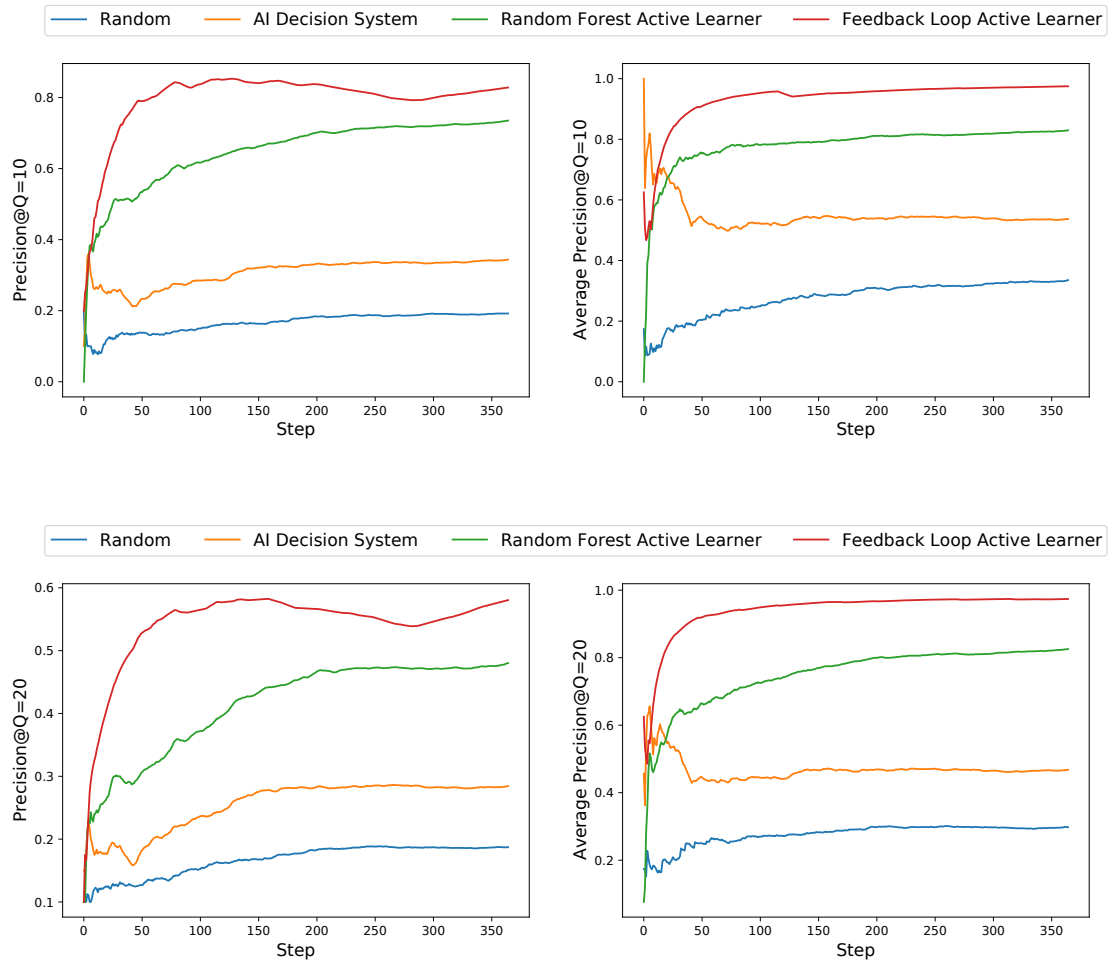 Random AI Decision System Random Forest Active Learner Feedback Loop Active Learner
Precision@Q=10
0.8
0.6
0.4
0.2
0.0
0 50 100 150 200 250 300 350
Step
Average Precision@Q=10
1.0
0.8
0.6
0.4
0.2
0.0
0 50 100 150 200 250 300 350
Step
Random AI Decision System Random Forest Active Learner Feedback Loop Active Learner
Precision@Q=20
0.6
0.5
0.4
0.3
0.2
0.1
0 50 100 150 200 250 300 350
Step
Average Precision@Q=20
1.0
0.8
0.6
0.4
0.2
0 50 100 150 200 250 300 350
Step